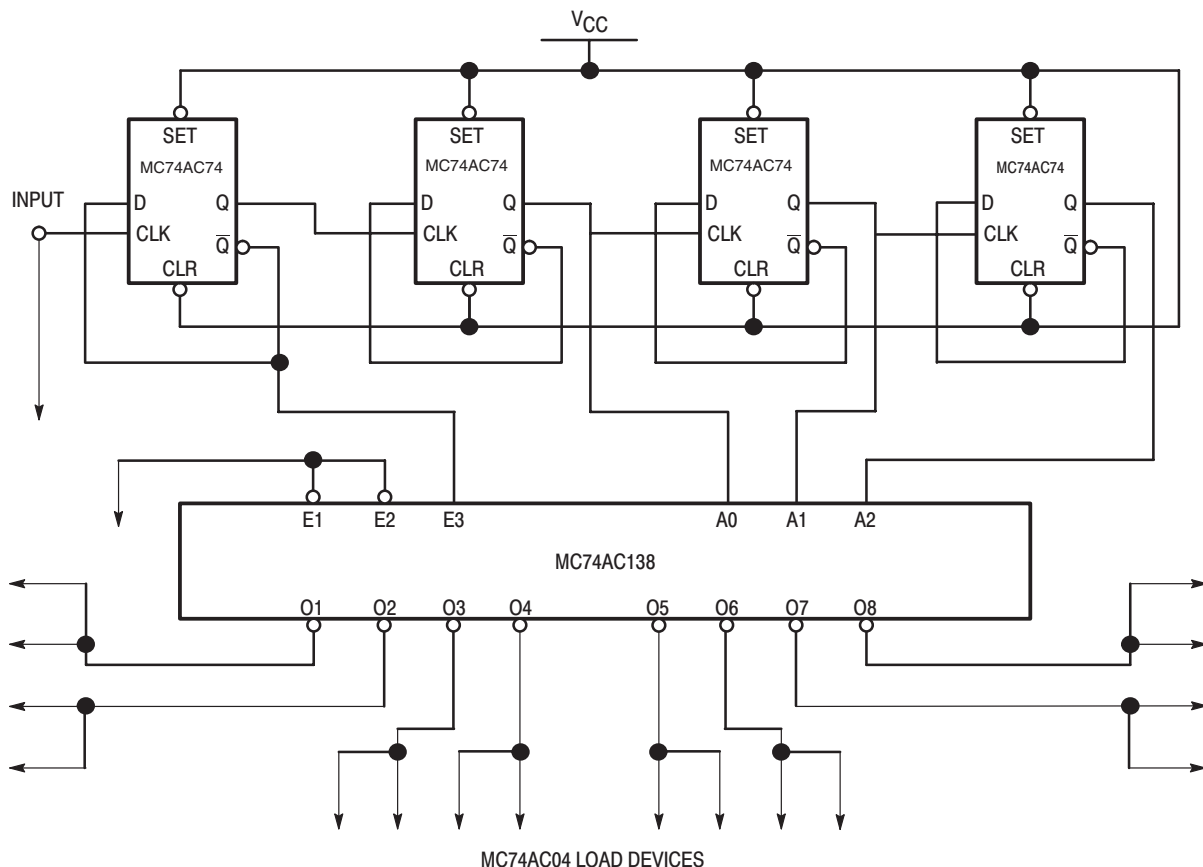 VCC
SET SET SET SET
MC74AC74 MC74AC74 MC74AC74 MC74AC74
INPUT
D Q D Q D Q D Q
CLK CLK CLK CLK
Q̅ Q̅ Q̅ Q̅
CLR CLR CLR CLR
E1 E2 E3 A0 A1 A2
MC74AC138
O1 O2 O3 O4 O5 O6 O7 O8
MC74AC04 LOAD DEVICES